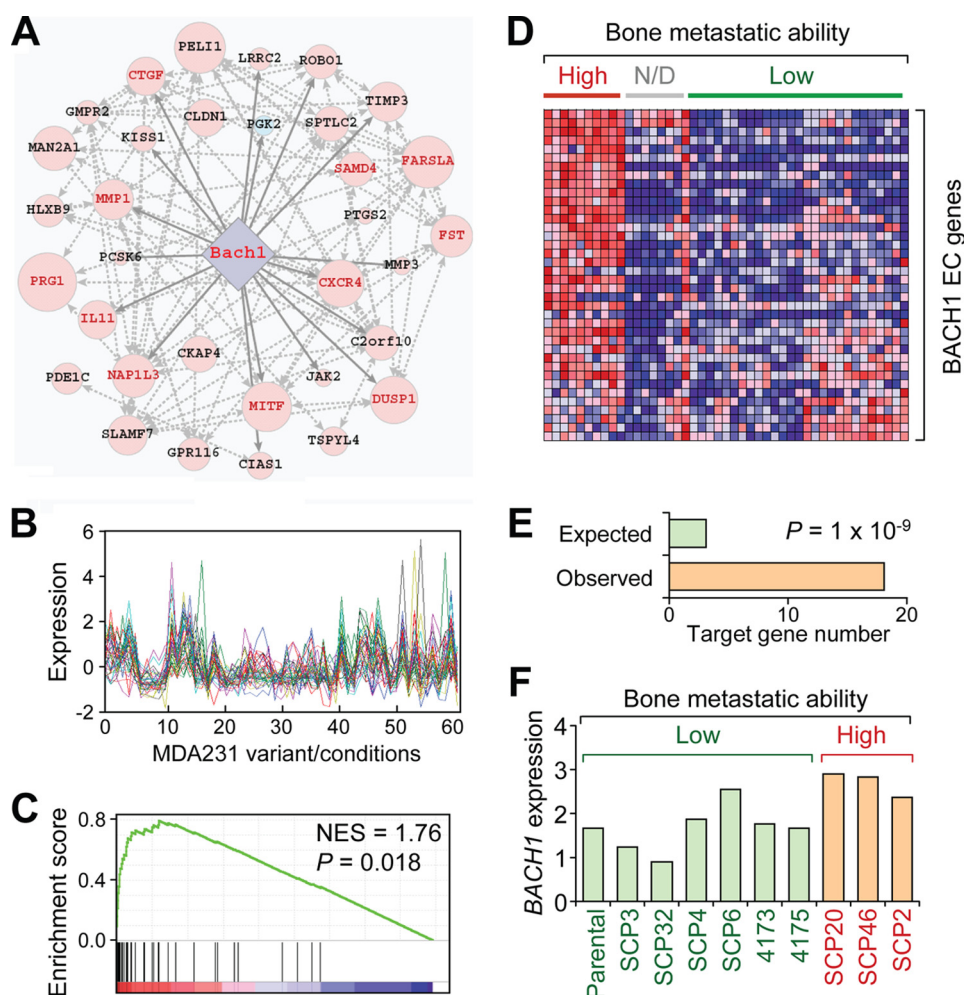 A
PELI1
LRRC2
ROBO1
CTGF
TIMP3
GMPR2
CLDN1
PGK2
SPTLC2
KISS1
MAN2A1
FARSLA
SAMD4
MMP1
HLXB9
PTGS2
FST
PCSK6
Bach1
MMP3
PRG1
CXCR4
IL11
C2orf10
CKAP4
PDE1C
NAP1L3
JAK2
MITF
DUSP1
SLAMF7
TSPYL4
GPR116
CIAS1
B
Expression
6
4
2
0
-2
0 10 20 30 40 50 60
MDA231 variant/conditions
C
Enrichment score
0.8
0.4
0.0
NES = 1.76
P = 0.018
D
Bone metastatic ability
High N/D Low
BACH1 EC genes
E
Expected
Observed
P = 1 x 10-9
0 10 20
Target gene number
F
Bone metastatic ability
Low High
BACH1 expression
4
3
2
1
0
Parental
SCP3
SCP32
SCP4
SCP6
4173
4175
SCP20
SCP46
SCP2